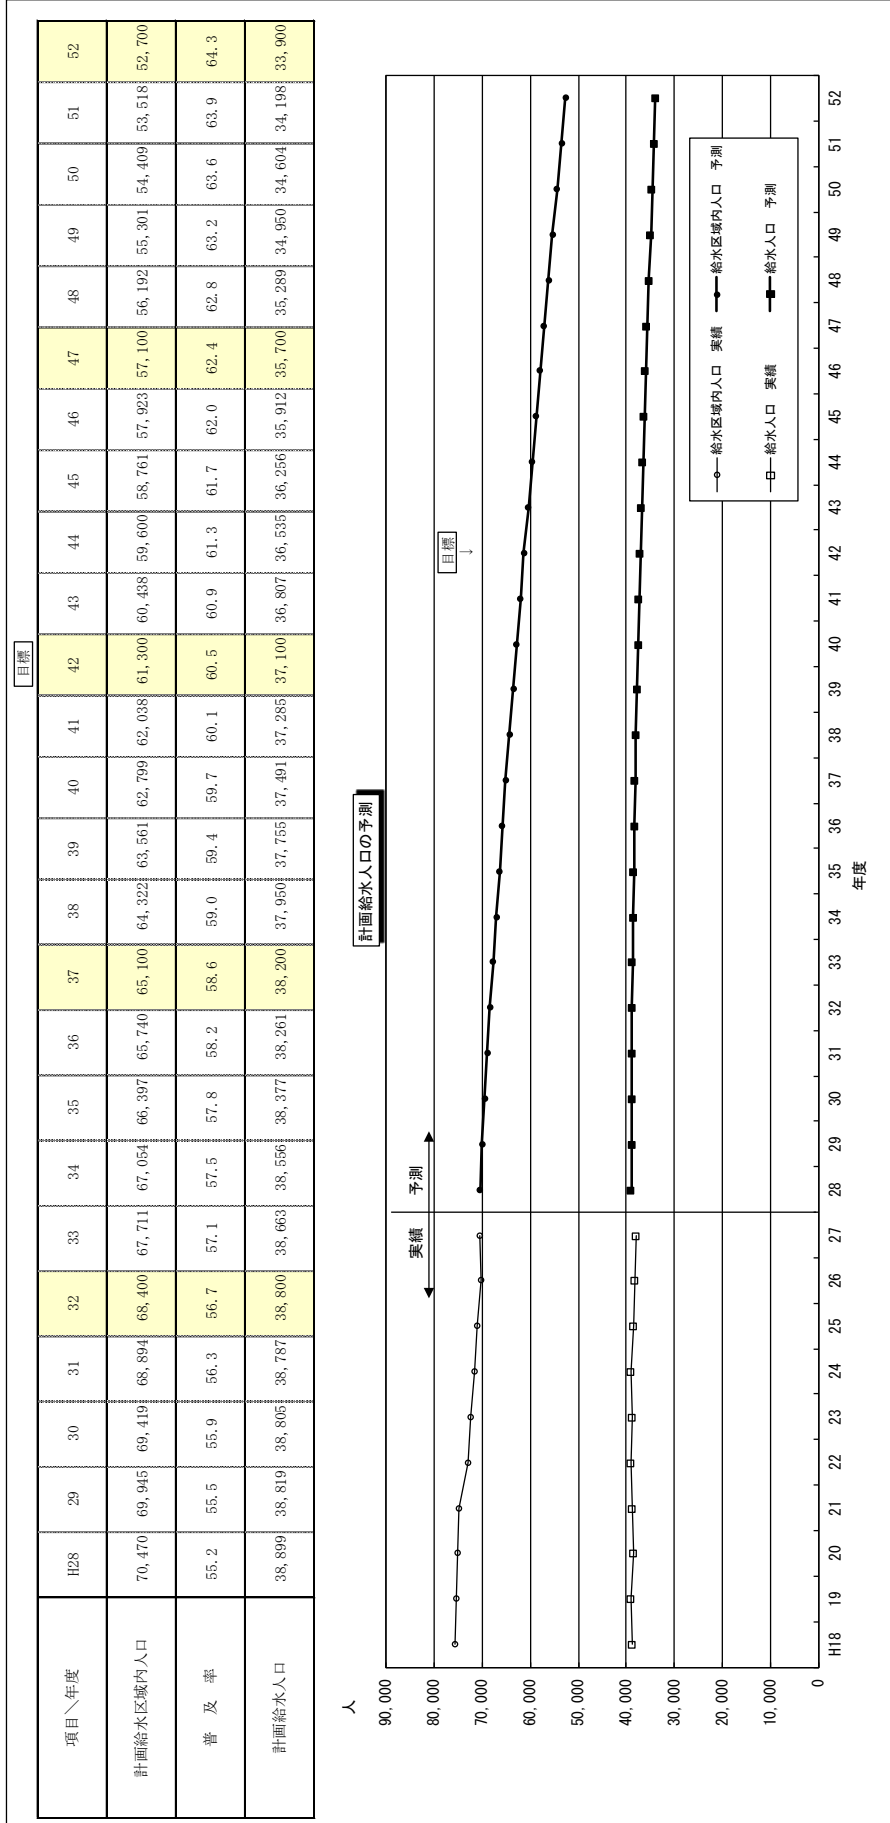 目標
項目＼年度 H28 29 30 31 32 33 34 35 36 37 38 39 40 41 42 43 44 45 46 47 48 49 50 51 52
計画給水区域内人口 70,470 69,945 69,419 68,894 68,400 67,711 67,054 66,397 65,740 65,100 64,322 63,561 62,799 62,038 61,300 60,438 59,600 58,761 57,923 57,100 56,192 55,301 54,409 53,518 52,700
普及率 55.2 55.5 55.9 56.3 56.7 57.1 57.5 57.8 58.2 58.6 59.0 59.4 59.7 60.1 60.5 60.9 61.3 61.7 62.0 62.4 62.8 63.2 63.6 63.9 64.3
計画給水人口 38,899 38,819 38,805 38,787 38,800 38,663 38,556 38,377 38,261 38,200 37,950 37,755 37,491 37,285 37,100 36,807 36,535 36,256 35,912 35,700 35,289 34,950 34,604 34,198 33,900
計画給水人口の予測
人
90,000
80,000
70,000
60,000
50,000
40,000
30,000
20,000
10,000
0
実績 予測
目標
↓
給水区域内人口 実績 給水区域内人口 予測
給水人口 実績 給水人口 予測
H18 19 20 21 22 23 24 25 26 27 28 29 30 31 32 33 34 35 36 37 38 39 40 41 42 43 44 45 46 47 48 49 50 51 52
年度